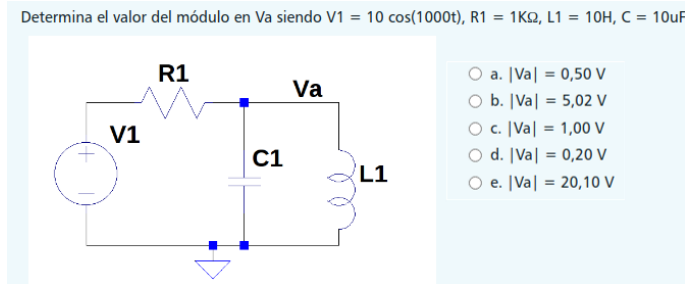 Determina el valor del módulo en Va siendo V1 = 10 cos(1000t), R1 = 1KΩ, L1 = 10H, C = 10uF
R1
Va
V1
C1
L1
a. |Va| = 0,50 V
b. |Va| = 5,02 V
c. |Va| = 1,00 V
d. |Va| = 0,20 V
e. |Va| = 20,10 V